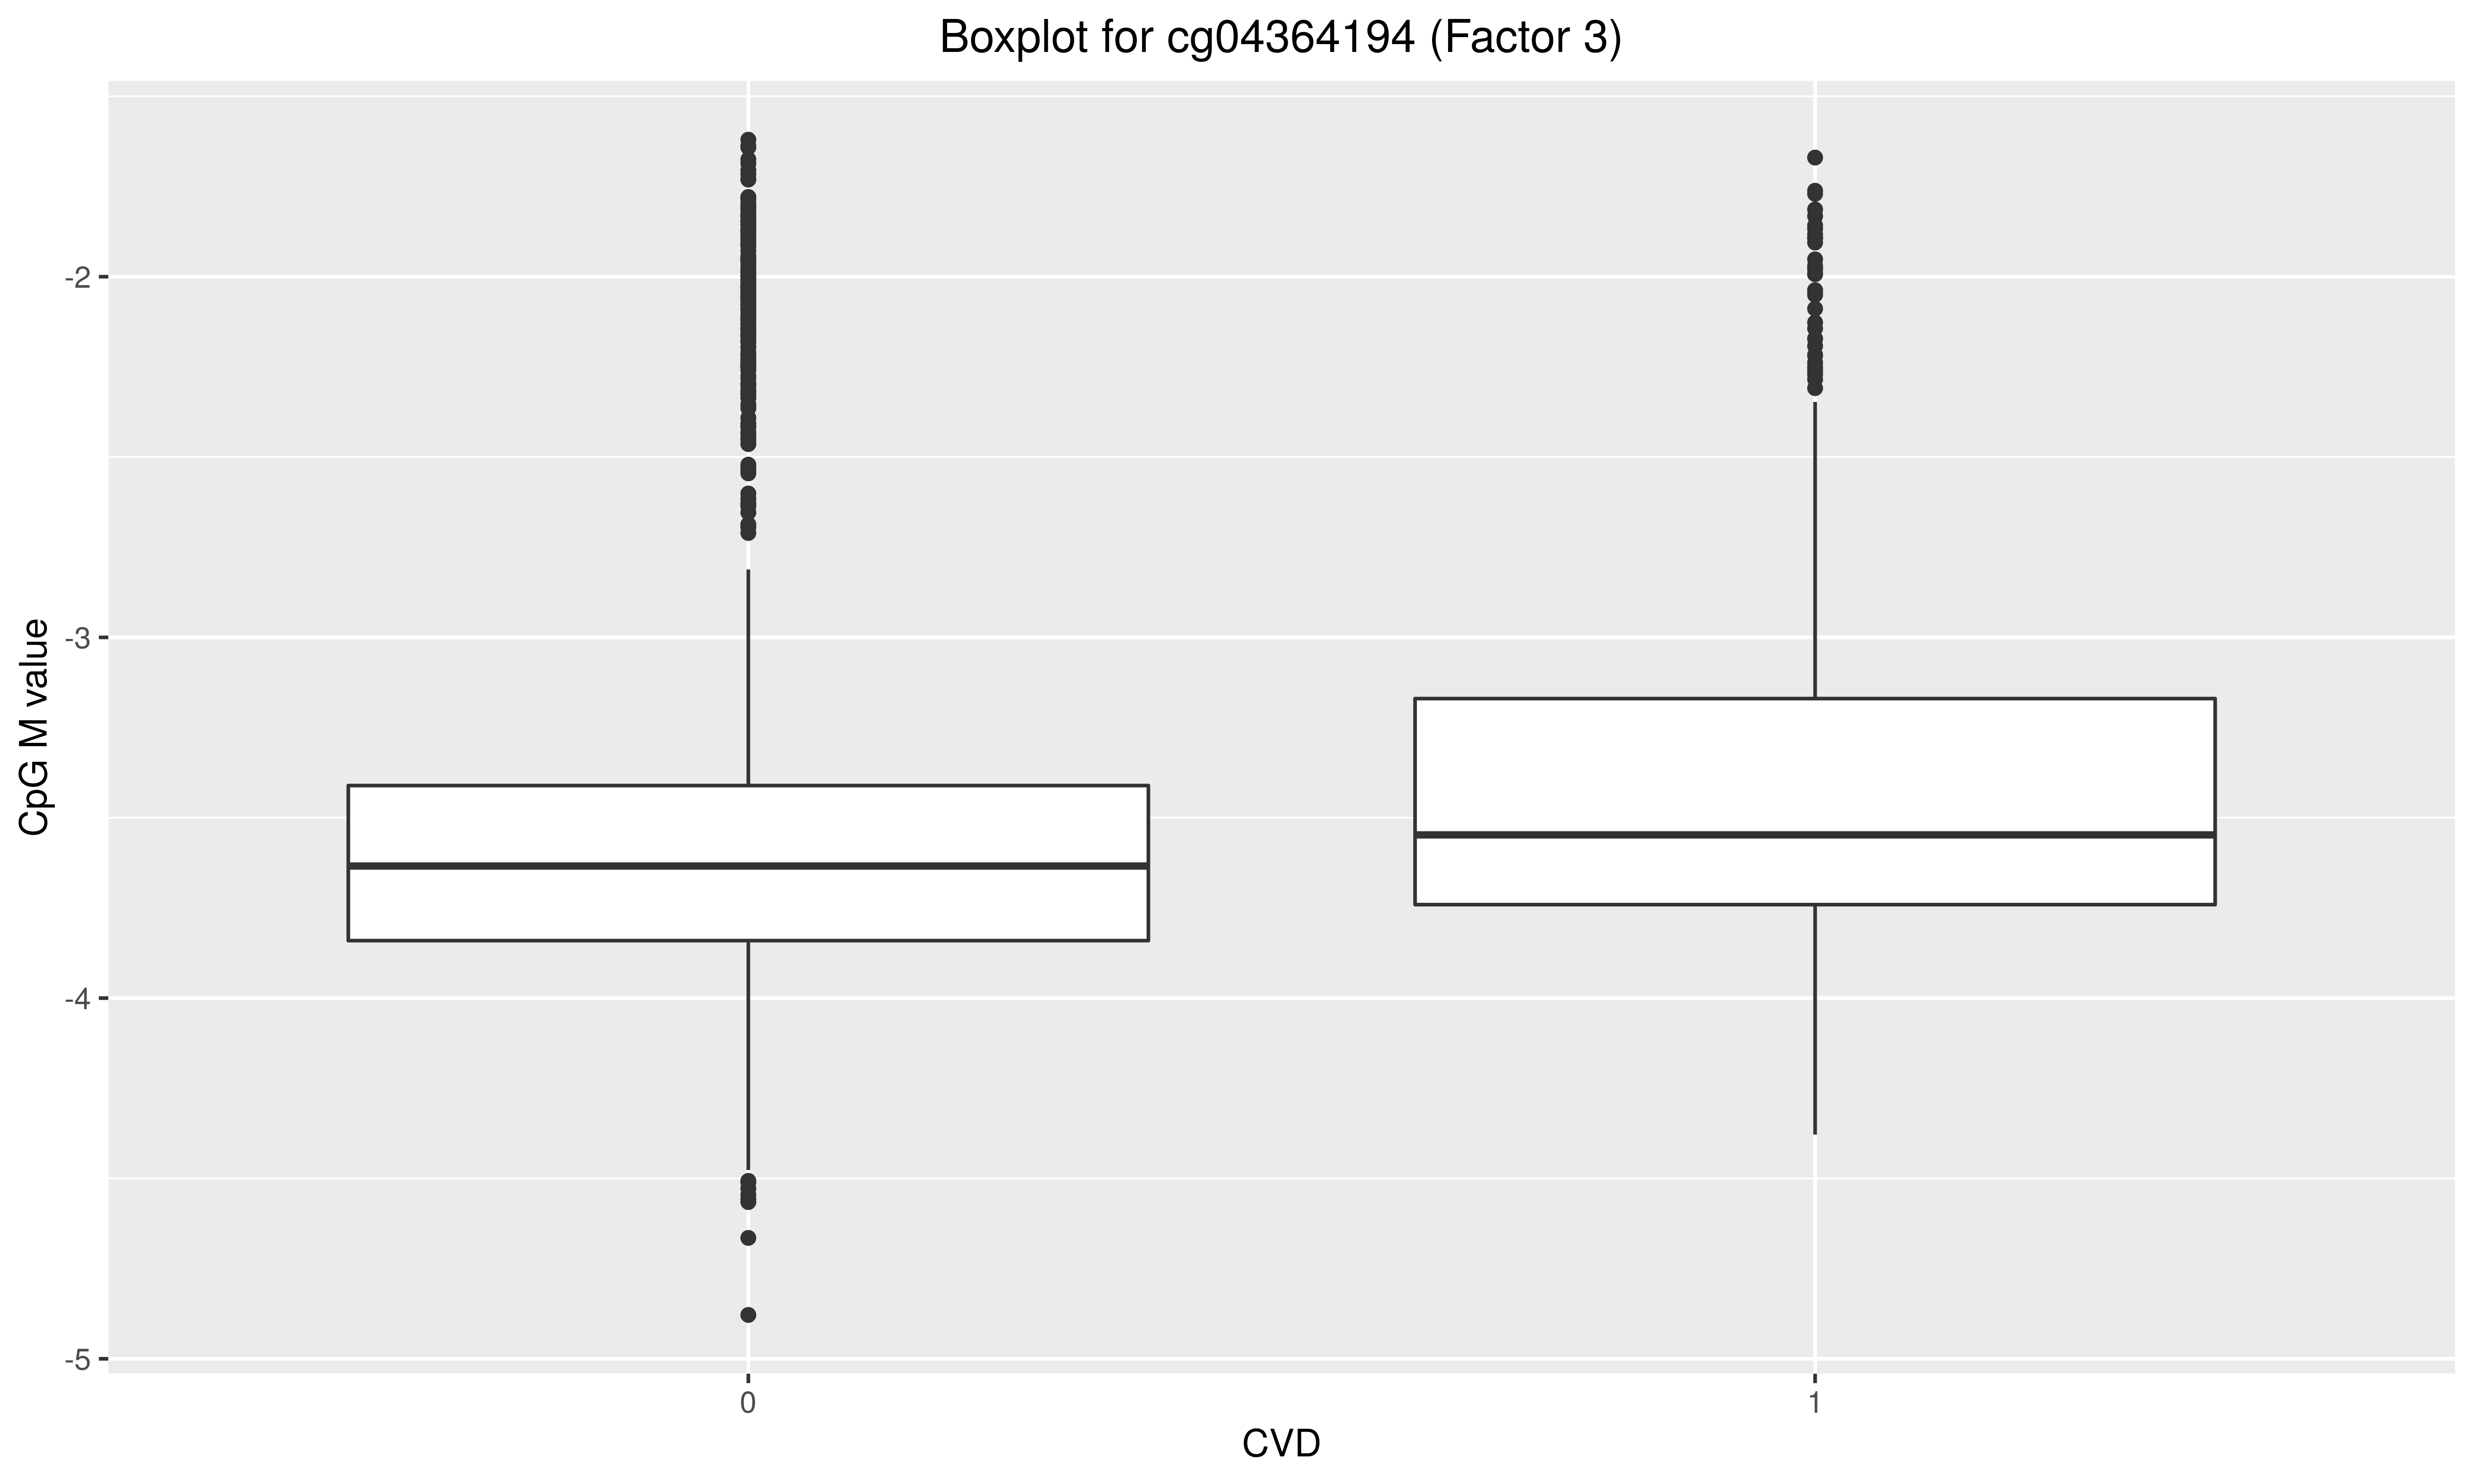 Boxplot for cg04364194 (Factor 3)
CpG M value
-2
-3
-4
-5
0
1
CVD